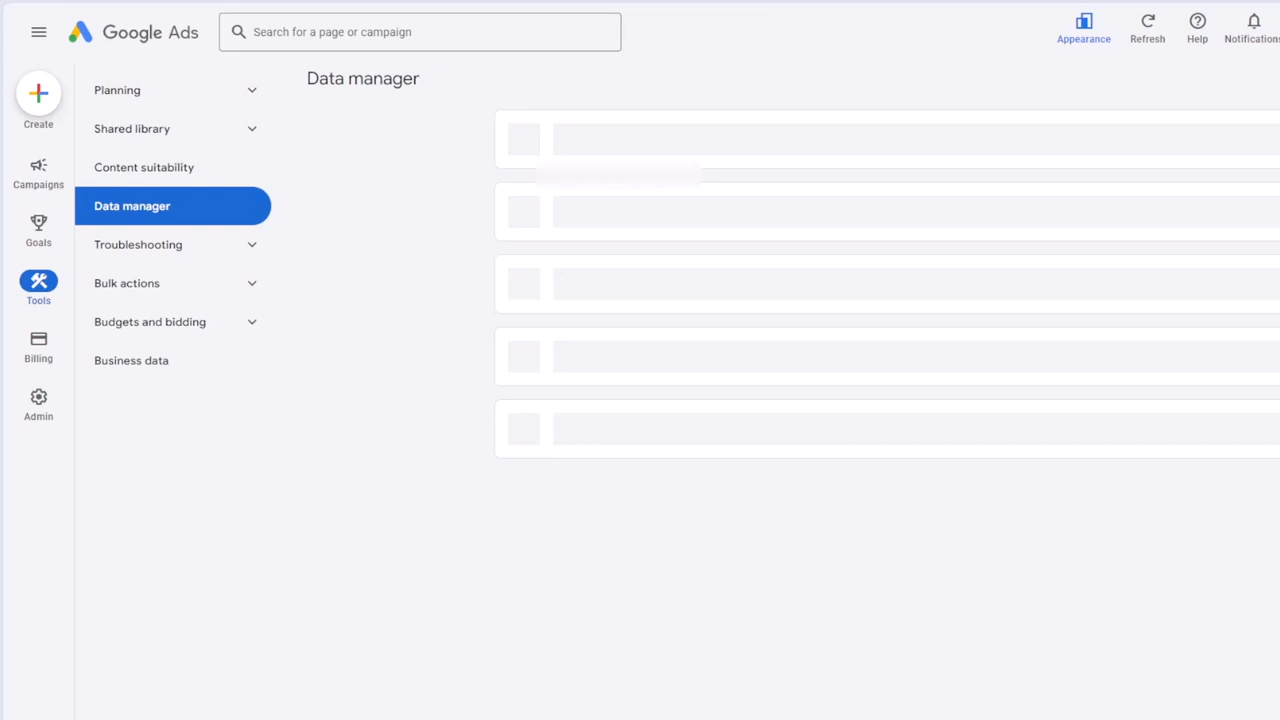 Google Ads
Search for a page or campaign
Appearance
Refresh
Help
Notifications
Create
Campaigns
Goals
Tools
Billing
Admin
Planning
Shared library
Content suitability
Data manager
Troubleshooting
Bulk actions
Budgets and bidding
Business data
Data manager